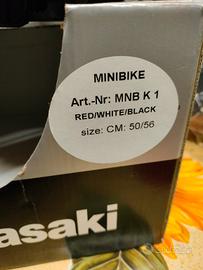 MINIBIKE
Art.-Nr: MNB K 1
RED/WHITE/BLACK
size: CM: 50/56
asaki